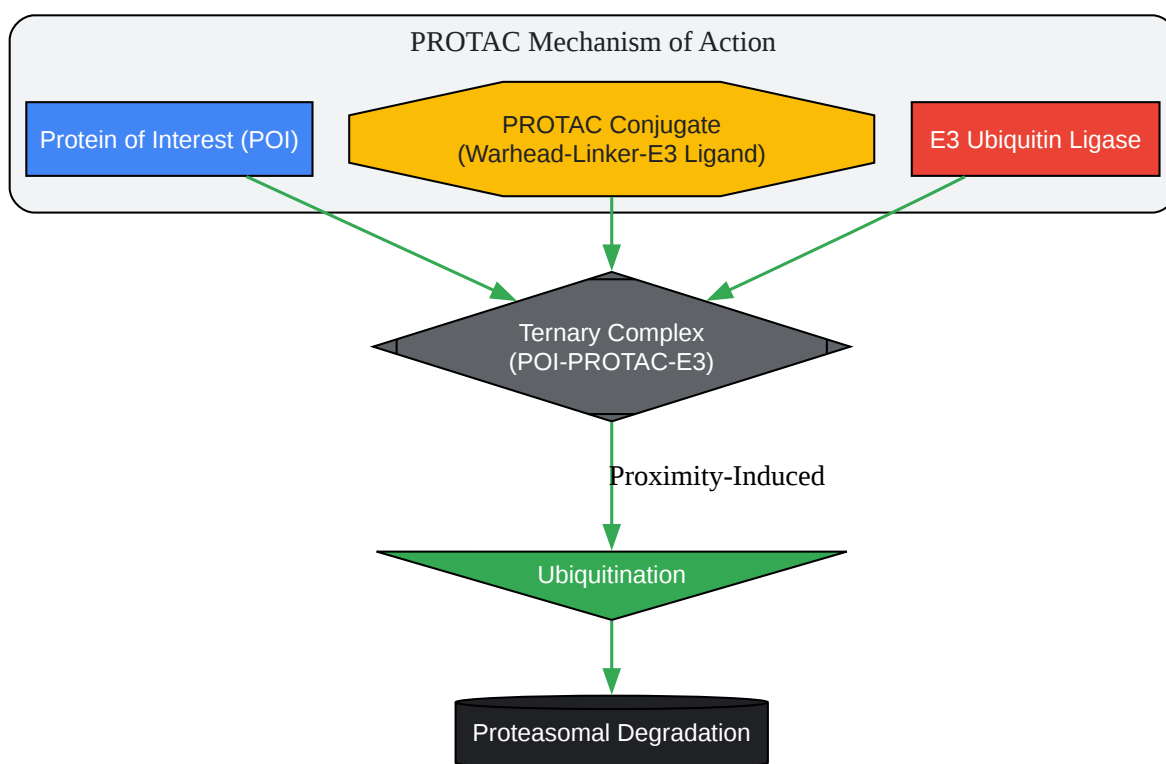 PROTAC Mechanism of Action
Protein of Interest (POI)
PROTAC Conjugate
(Warhead-Linker-E3 Ligand)
E3 Ubiquitin Ligase
Ternary Complex
(POI-PROTAC-E3)
Proximity-Induced
Ubiquitination
Proteasomal Degradation